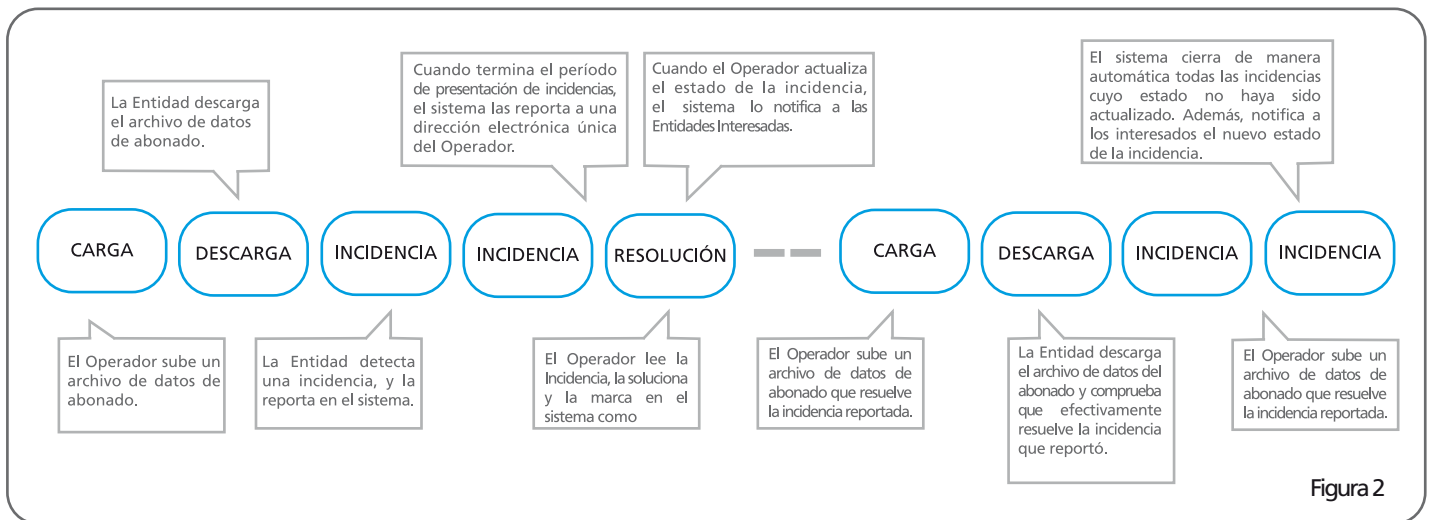 La Entidad descarga
el archivo de datos
de abonado.
Cuando termina el período
de presentación de incidencias,
el sistema las reporta a una
dirección electrónica única
del Operador.
Cuando el Operador actualiza
el estado de la incidencia,
el sistema lo notifica a las
Entidades Interesadas.
El sistema cierra de manera
automática todas las incidencias
cuyo estado no haya sido
actualizado. Además, notifica a
los interesados el nuevo estado
de la incidencia.
CARGA
DESCARGA
INCIDENCIA
INCIDENCIA
RESOLUCIÓN
CARGA
DESCARGA
INCIDENCIA
INCIDENCIA
El Operador sube un
archivo de datos de
abonado.
La Entidad detecta
una incidencia, y la
reporta en el sistema.
El Operador lee la
Incidencia, la soluciona
y la marca en el
sistema como
El Operador sube un
archivo de datos de
abonado que resuelve
la incidencia reportada.
La Entidad descarga
el archivo de datos del
abonado y comprueba
que efectivamente
resuelve la incidencia
que reportó.
El Operador sube un
archivo de datos de
abonado que resuelve
la incidencia reportada.
Figura 2